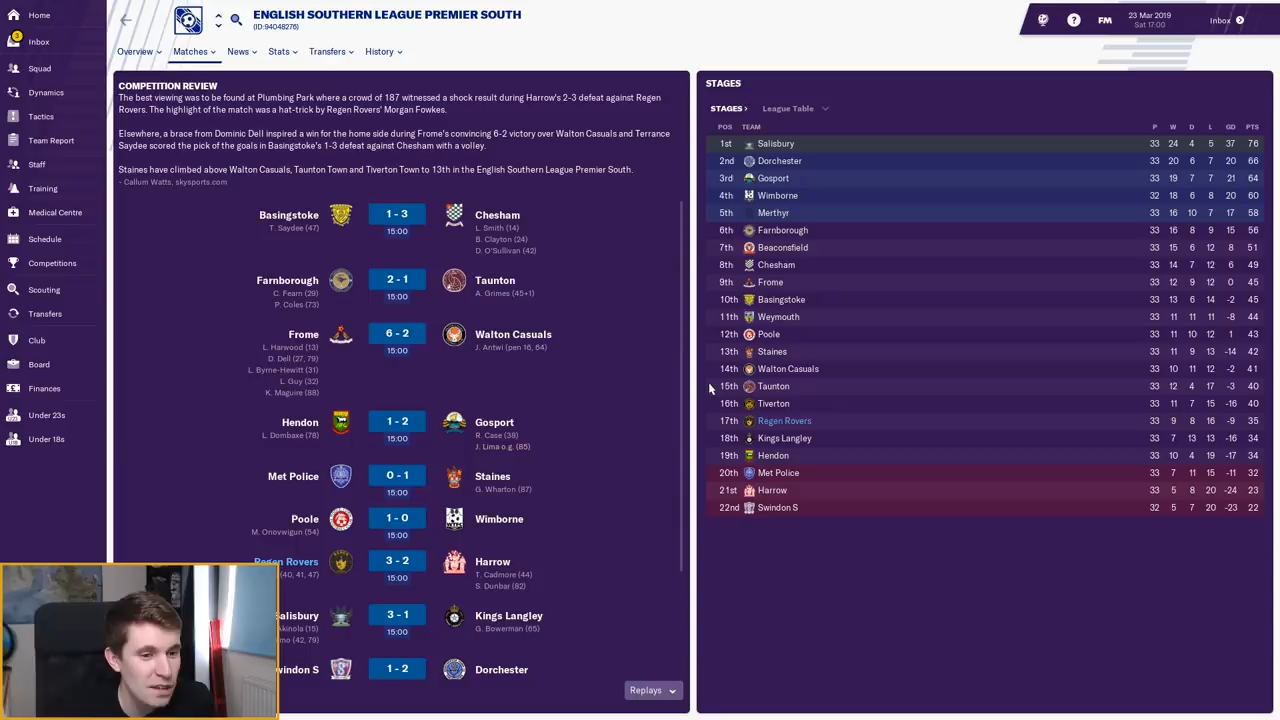 Home
3
Inbox
Squad
Dynamics
Tactics
Team Report
Staff
Training
Medical Centre
Schedule
Competitions
Scouting
Transfers
Club
Board
Finances
U23
Under 23s
U18
Under 18s
ENGLISH SOUTHERN LEAGUE PREMIER SOUTH
(ID:94048276)
Overview Matches News Stats Transfers History
? FM 23 Mar 2019
Sat 17:00
Inbox
COMPETITION REVIEW
The best viewing was to be found at Plumbing Park where a crowd of 187 witnessed a shock result during Harrow's 2-3 defeat against Regen
Rovers. The highlight of the match was a hat-trick by Regen Rovers' Morgan Fowkes.
Elsewhere, a brace from Dominic Dell inspired a win for the home side during Frome's convincing 6-2 victory over Walton Casuals and Terrance
Saydee scored the pick of the goals in Basingstoke's 1-3 defeat against Chesham with a volley.
Staines have climbed above Walton Casuals, Taunton Town and Tiverton Town to 13th in the English Southern League Premier South.
- Callum Watts, skysports.com
Basingstoke 1 - 3 Chesham
T. Saydee (47) 15:00 L. Smith (14)
B. Clayton (24)
D. O'Sullivan (42)
Farnborough 2 - 1 Taunton
C. Fearn (29) 15:00 A. Grimes (45+1)
P. Coles (73)
Frome 6 - 2 Walton Casuals
L. Harwood (13) 15:00 J. Antwi (pen 16, 64)
D. Dell (27, 79)
L. Byrne-Hewitt (31)
L. Guy (32)
K. Maguire (88)
Hendon 1 - 2 Gosport
L. Dombaxe (78) 15:00 R. Case (38)
J. Lima o.g. (85)
Met Police 0 - 1 Staines
15:00 G. Wharton (87)
Poole 1 - 0 Wimborne
M. Onovwigun (54) 15:00
Regen Rovers 3 - 2 Harrow
(40, 41, 47) 15:00 T. Cadmore (44)
S. Dunbar (82)
Salisbury 3 - 1 Kings Langley
Akinola (15) 15:00 G. Bowerman (65)
(42, 79)
Swindon S 1 - 2 Dorchester
Replays
STAGES
STAGES> League Table
POS TEAM P W D L GD PTS
1st Salisbury 33 24 4 5 37 76
2nd Dorchester 33 20 6 7 20 66
3rd Gosport 33 19 7 7 21 64
4th Wimborne 32 18 6 8 20 60
5th Merthyr 33 16 10 7 17 58
6th Farnborough 33 16 8 9 15 56
7th Beaconsfield 33 15 6 12 8 51
8th Chesham 33 14 7 12 6 49
9th Frome 33 12 9 12 0 45
10th Basingstoke 33 13 6 14 -2 45
11th Weymouth 33 11 11 11 -8 44
12th Poole 33 11 10 12 1 43
13th Staines 33 11 9 13 -14 42
14th Walton Casuals 33 10 11 12 -2 41
15th Taunton 33 12 4 17 -3 40
16th Tiverton 33 11 7 15 -16 40
17th Regen Rovers 33 9 8 16 -9 35
18th Kings Langley 33 7 13 13 -16 34
19th Hendon 33 10 4 19 -17 34
20th Met Police 33 7 11 15 -11 32
21st Harrow 33 5 8 20 -24 23
22nd Swindon S 32 5 7 20 -23 22